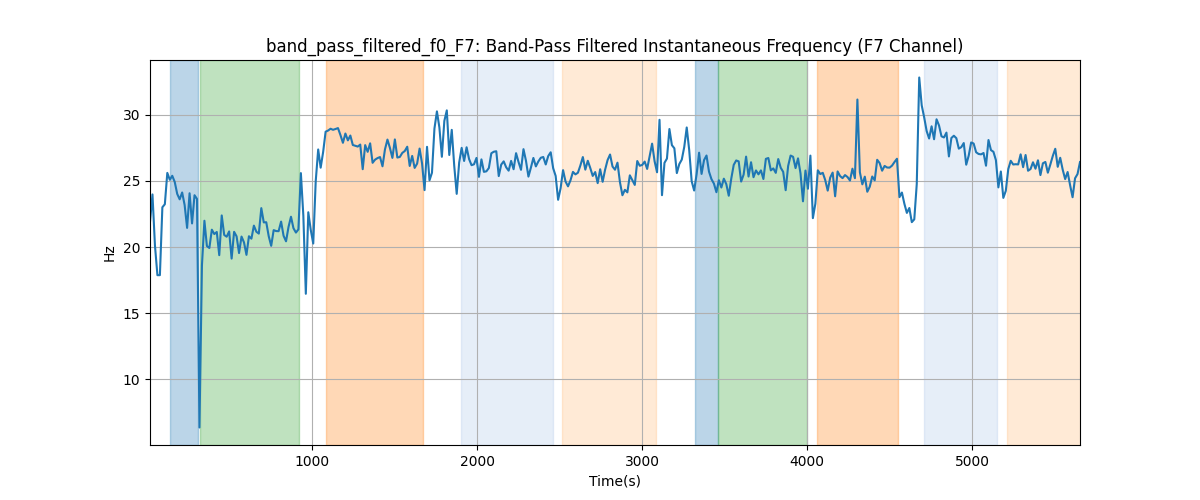 band_pass_filtered_f0_F7: Band-Pass Filtered Instantaneous Frequency (F7 Channel)
30
25
20
15
10
Hz
1000 2000 3000 4000 5000
Time(s)